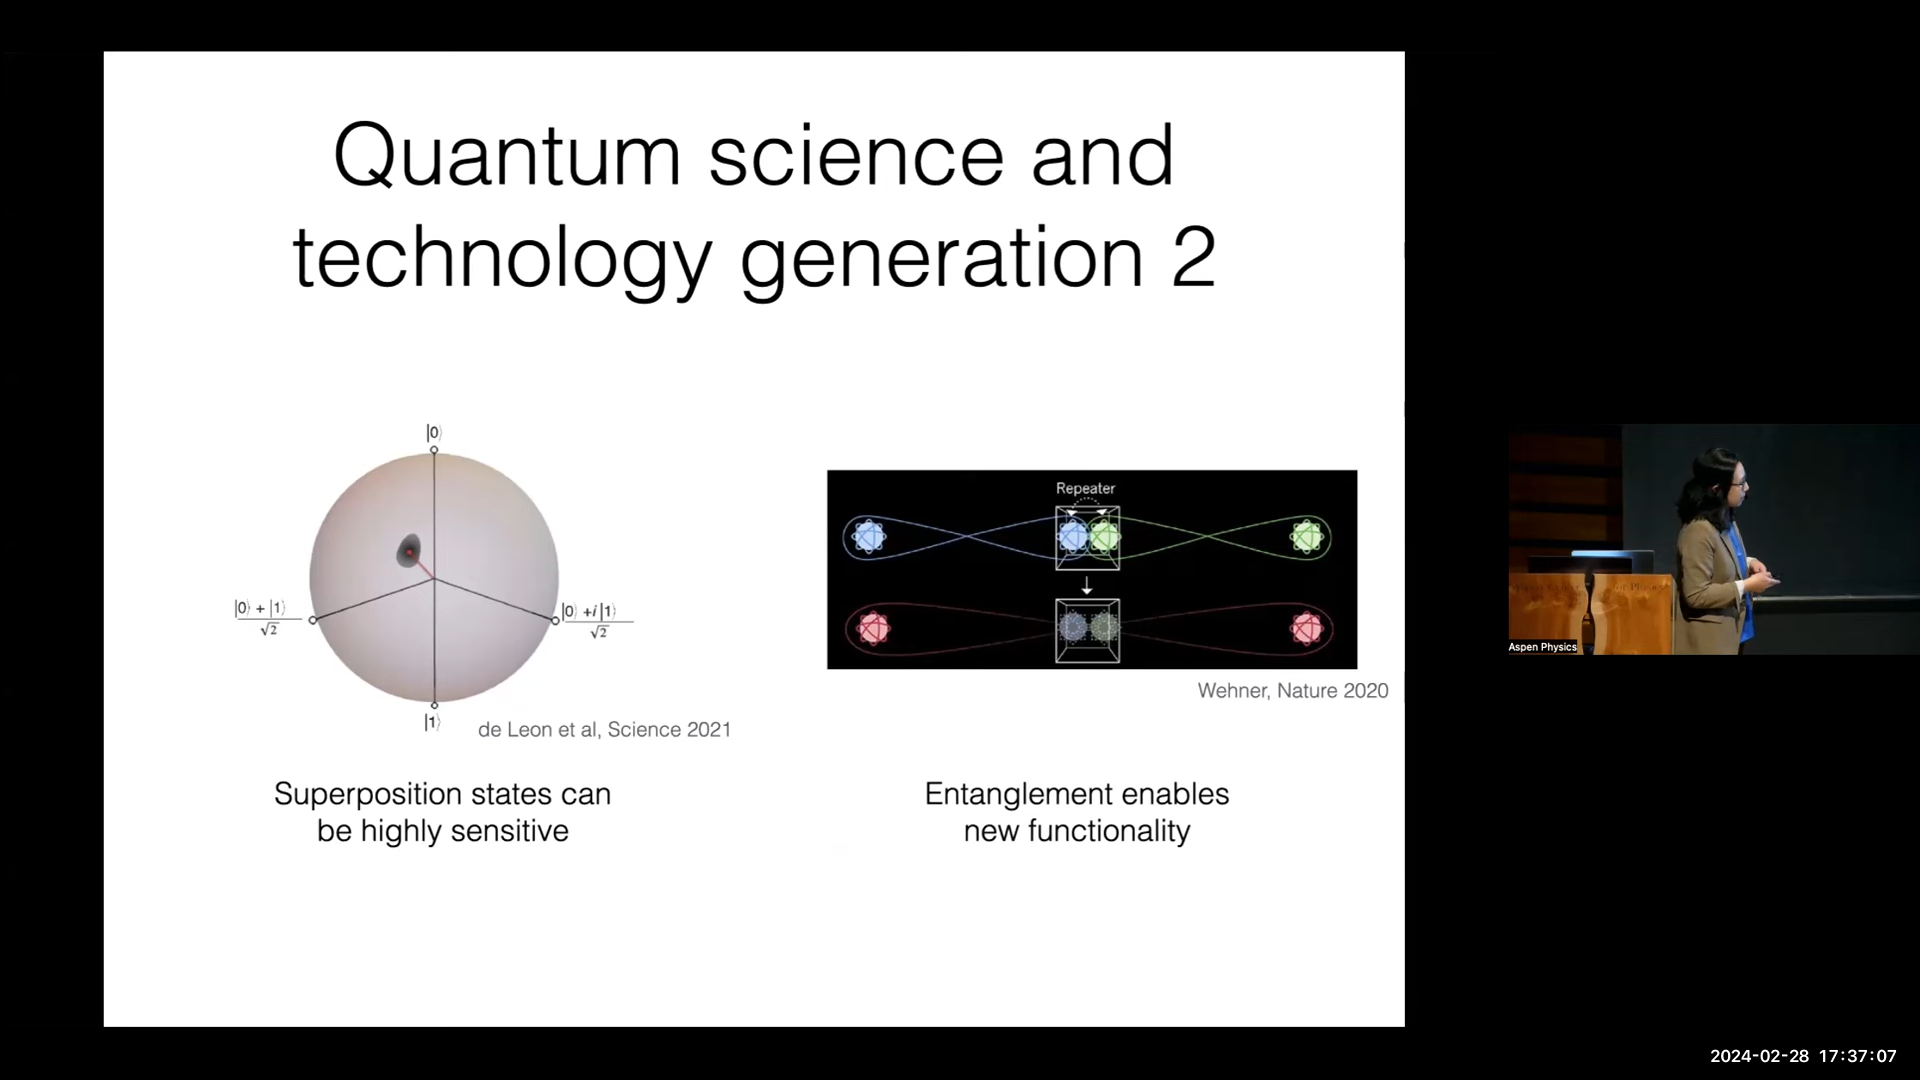 Quantum science and
technology generation 2
|0⟩
|0⟩ + |1⟩
√2
|0⟩ +i|1⟩
√2
|1⟩
de Leon et al, Science 2021
Superposition states can
be highly sensitive
Repeater
Wehner, Nature 2020
Entanglement enables
new functionality
Aspen Physics
2024-02-28 17:37:07